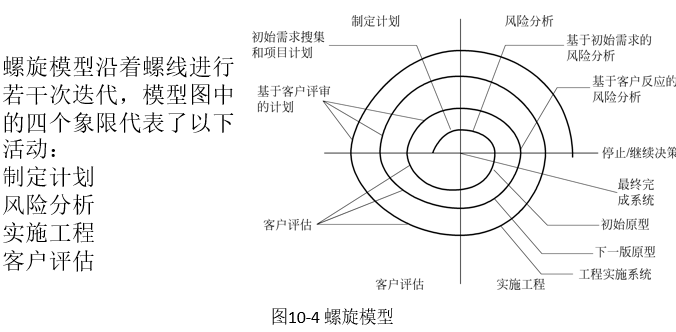 螺旋模型沿着螺线进行
若干次迭代，模型图中
的四个象限代表了以下
活动：
制定计划
风险分析
实施工程
客户评估
制定计划
风险分析
初始需求搜集
和项目计划
基于初始需求的
风险分析
基于客户评审
的计划
基于客户反应的
风险分析
停止/继续决策
最终完
成系统
客户评估
初始原型
下一版原型
工程实施系统
客户评估
实施工程
图10-4 螺旋模型